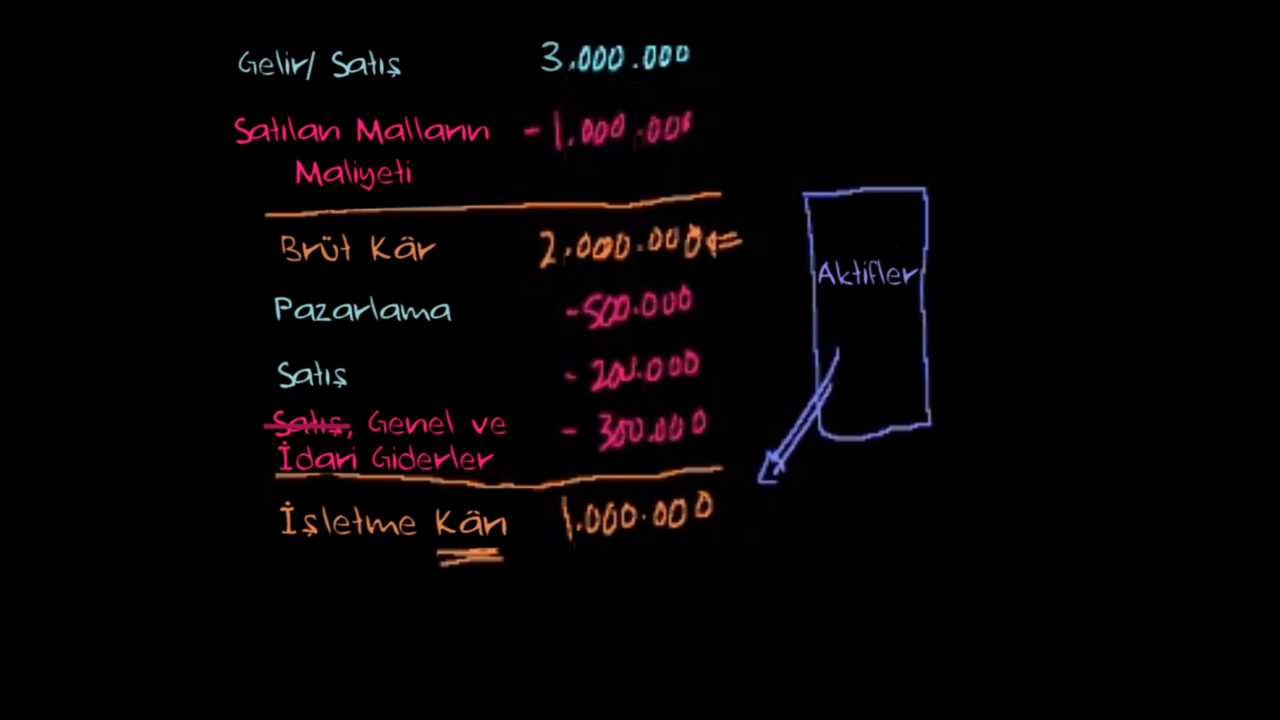 Gelir/ Satış 3.000.000
Satılan Malların -1.000.000
Maliyeti
Brüt Kâr 2.000.000
Aktifler
Pazarlama -500.000
Satış - 200.000
Satış, Genel ve - 300.000
İdari Giderler
İşletme Kârı 1.000.000